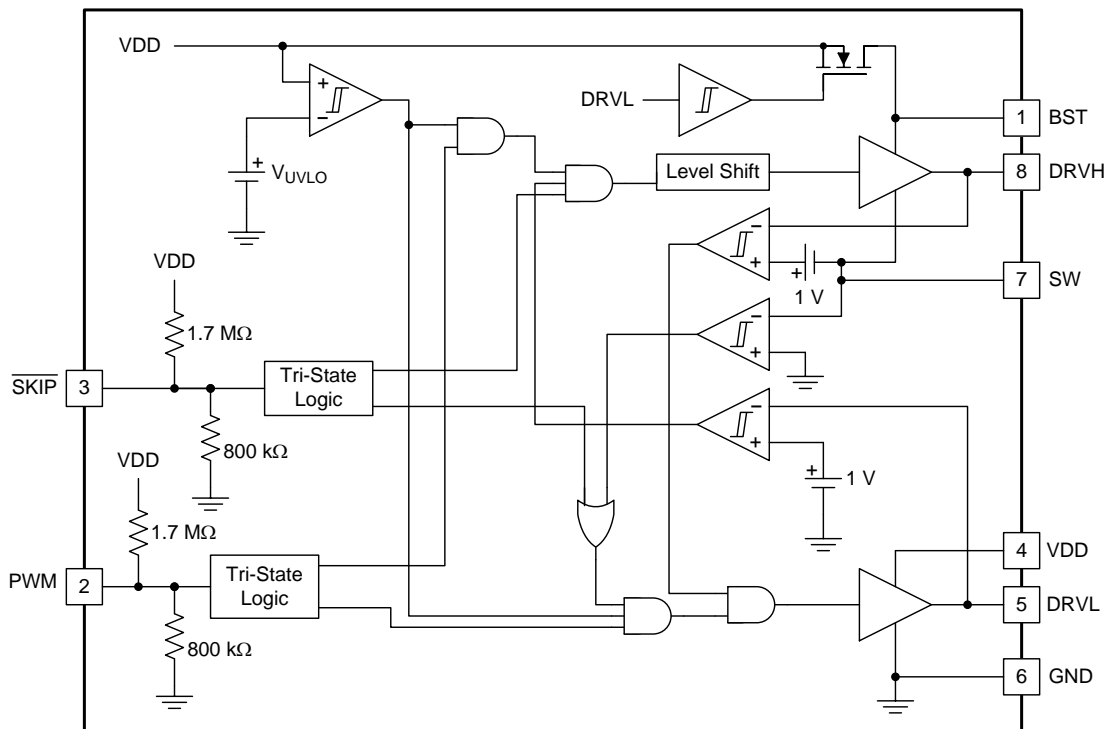 VDD
DRVL
1 BST
8 DRVH
Level Shift
+
−
+
V_UVLO
−
+
+
1 V
7 SW
VDD
1.7 MΩ
−
+
S̅K̅I̅P̅ 3
Tri-State
Logic
800 kΩ
−
+
+
1 V
VDD
1.7 MΩ
PWM 2
Tri-State
Logic
800 kΩ
4 VDD
5 DRVL
6 GND